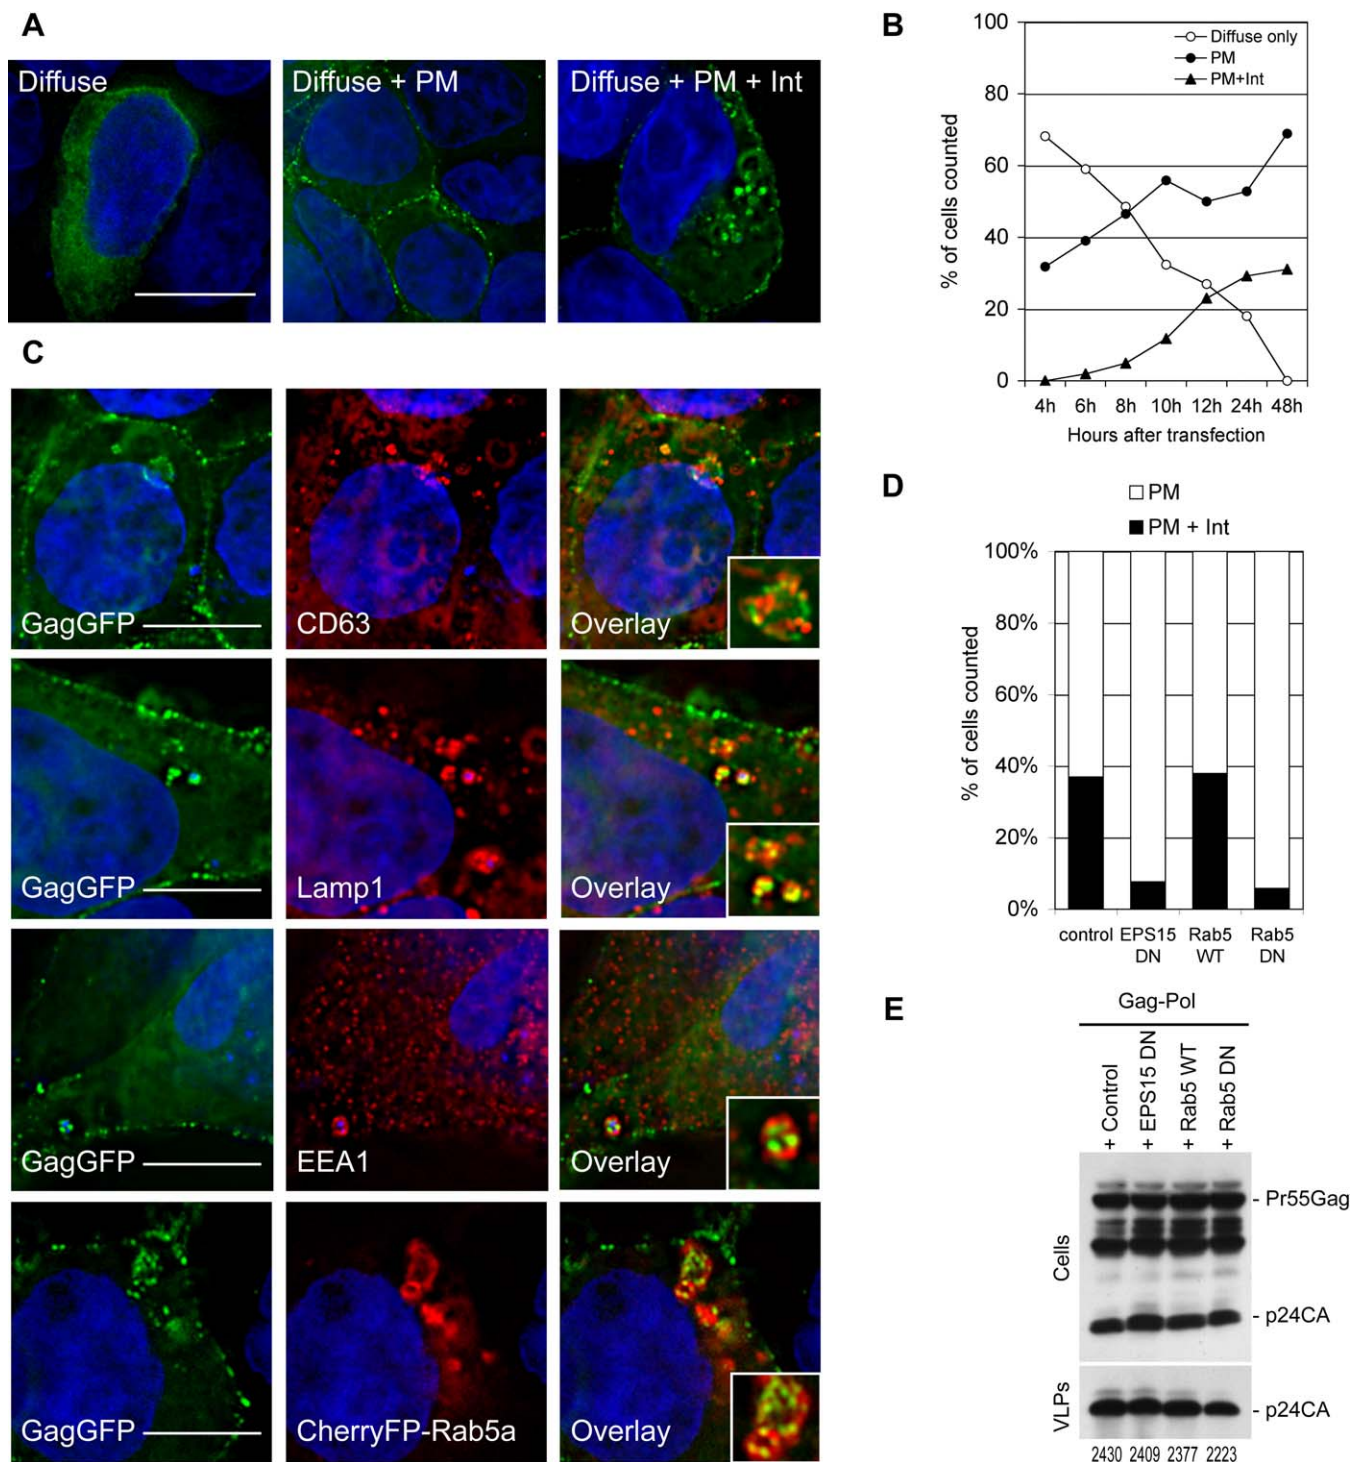 A
Diffuse
Diffuse + PM
Diffuse + PM + Int
B
100
80
60
40
20
0
% of cells counted
Diffuse only
PM
PM+Int
4h 6h 8h 10h 12h 24h 48h
Hours after transfection
C
GagGFP
CD63
Overlay
GagGFP
Lamp1
Overlay
GagGFP
EEA1
Overlay
GagGFP
CherryFP-Rab5a
Overlay
D
PM
PM + Int
100%
80%
60%
40%
20%
0%
% of cells counted
control EPS15 Rab5 Rab5
DN WT DN
E
Gag-Pol
+ Control
+ EPS15 DN
+ Rab5 WT
+ Rab5 DN
Cells
- Pr55Gag
- p24CA
VLPs
- p24CA
2430 2409 2377 2223